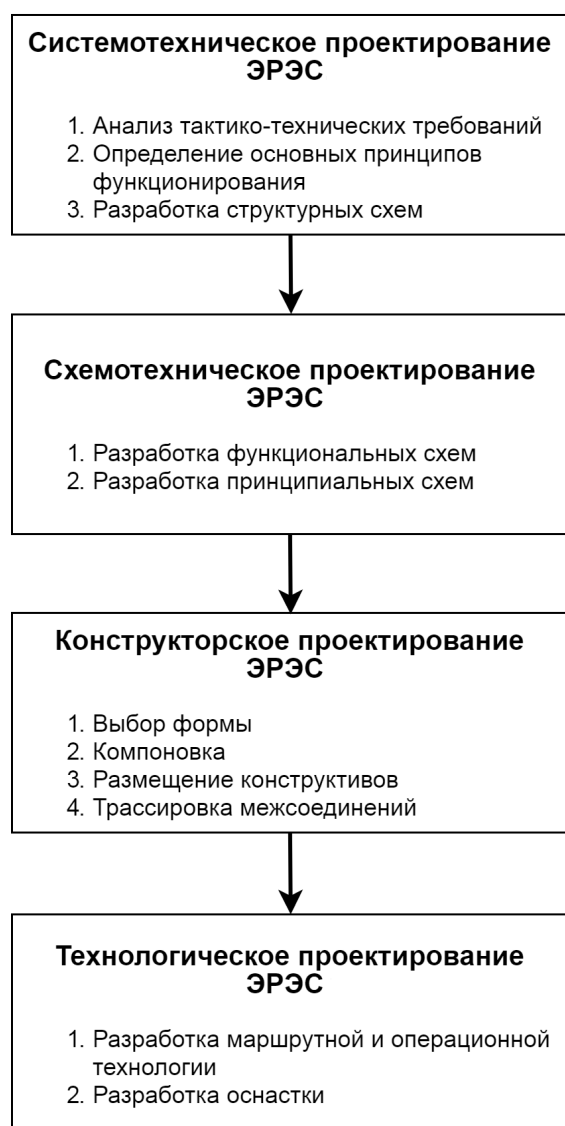 Системотехническое проектирование
ЭРЭС
1. Анализ тактико-технических требований
2. Определение основных принципов
функционирования
3. Разработка структурных схем
Схемотехническое проектирование
ЭРЭС
1. Разработка функциональных схем
2. Разработка принципиальных схем
Конструкторское проектирование
ЭРЭС
1. Выбор формы
2. Компоновка
3. Размещение конструктивов
4. Трассировка межсоединений
Технологическое проектирование
ЭРЭС
1. Разработка маршрутной и операционной
технологии
2. Разработка оснастки